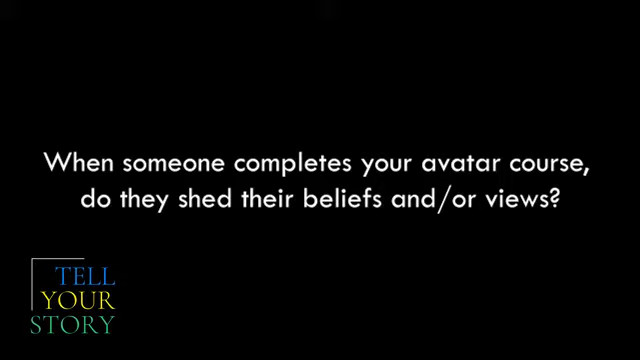 When someone completes your avatar course,
do they shed their beliefs and/or views?
TELL
YOUR
STORY